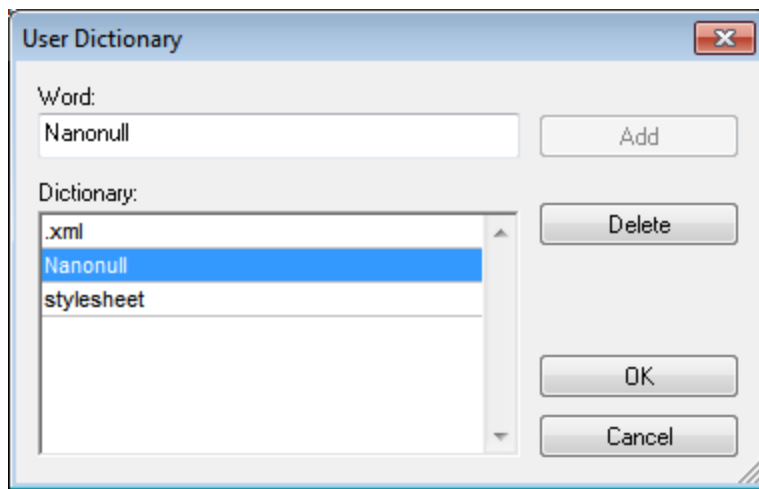 User Dictionary
Word:
Nanonull
Add
Dictionary:
.xml
Nanonull
stylesheet
Delete
OK
Cancel